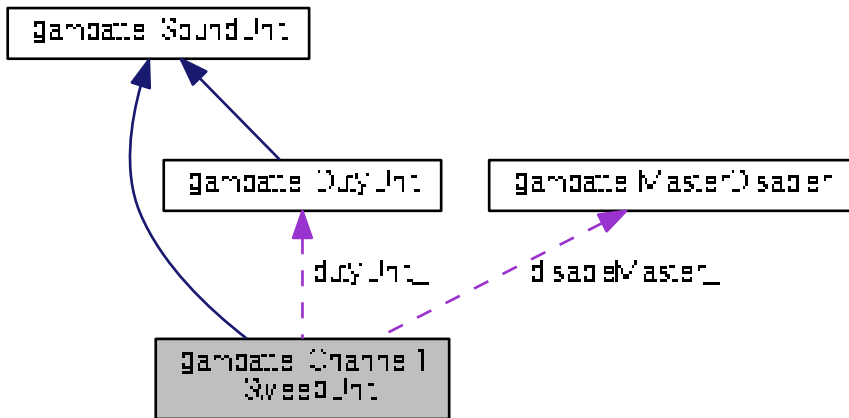 gambatte::SoundUnit
gambatte::DutyUnit
gambatte::MasterDisabler
dutyUnit_
disableMaster_
gambatte::Channel1
::SweepUnit